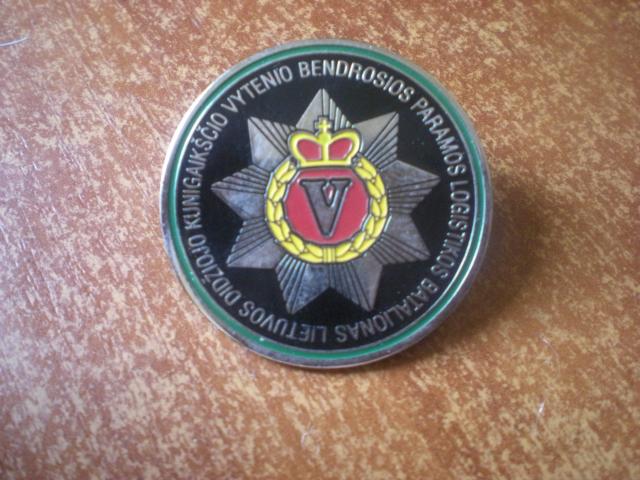 LIETUVOS DIDŽIOJO KUNIGAIKŠČIO VYTENIO BENDROSIOS PARAMOS LOGISTIKOS BATALIONAS
V